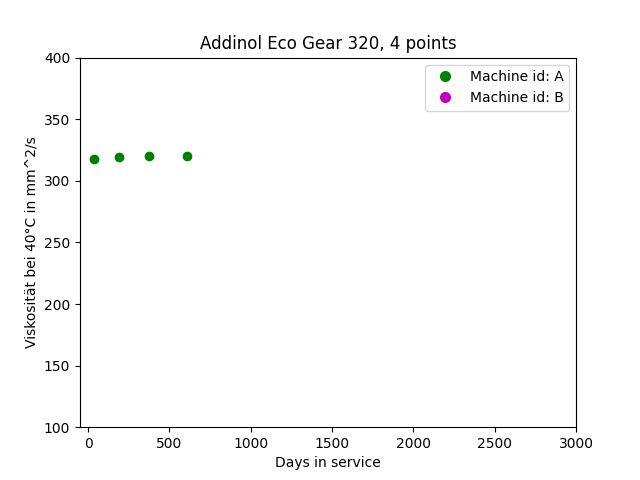 Addinol Eco Gear 320, 4 points
Machine id: A
Machine id: B
Viskosität bei 40°C in mm^2/s
400
350
300
250
200
150
100
0 500 1000 1500 2000 2500 3000
Days in service